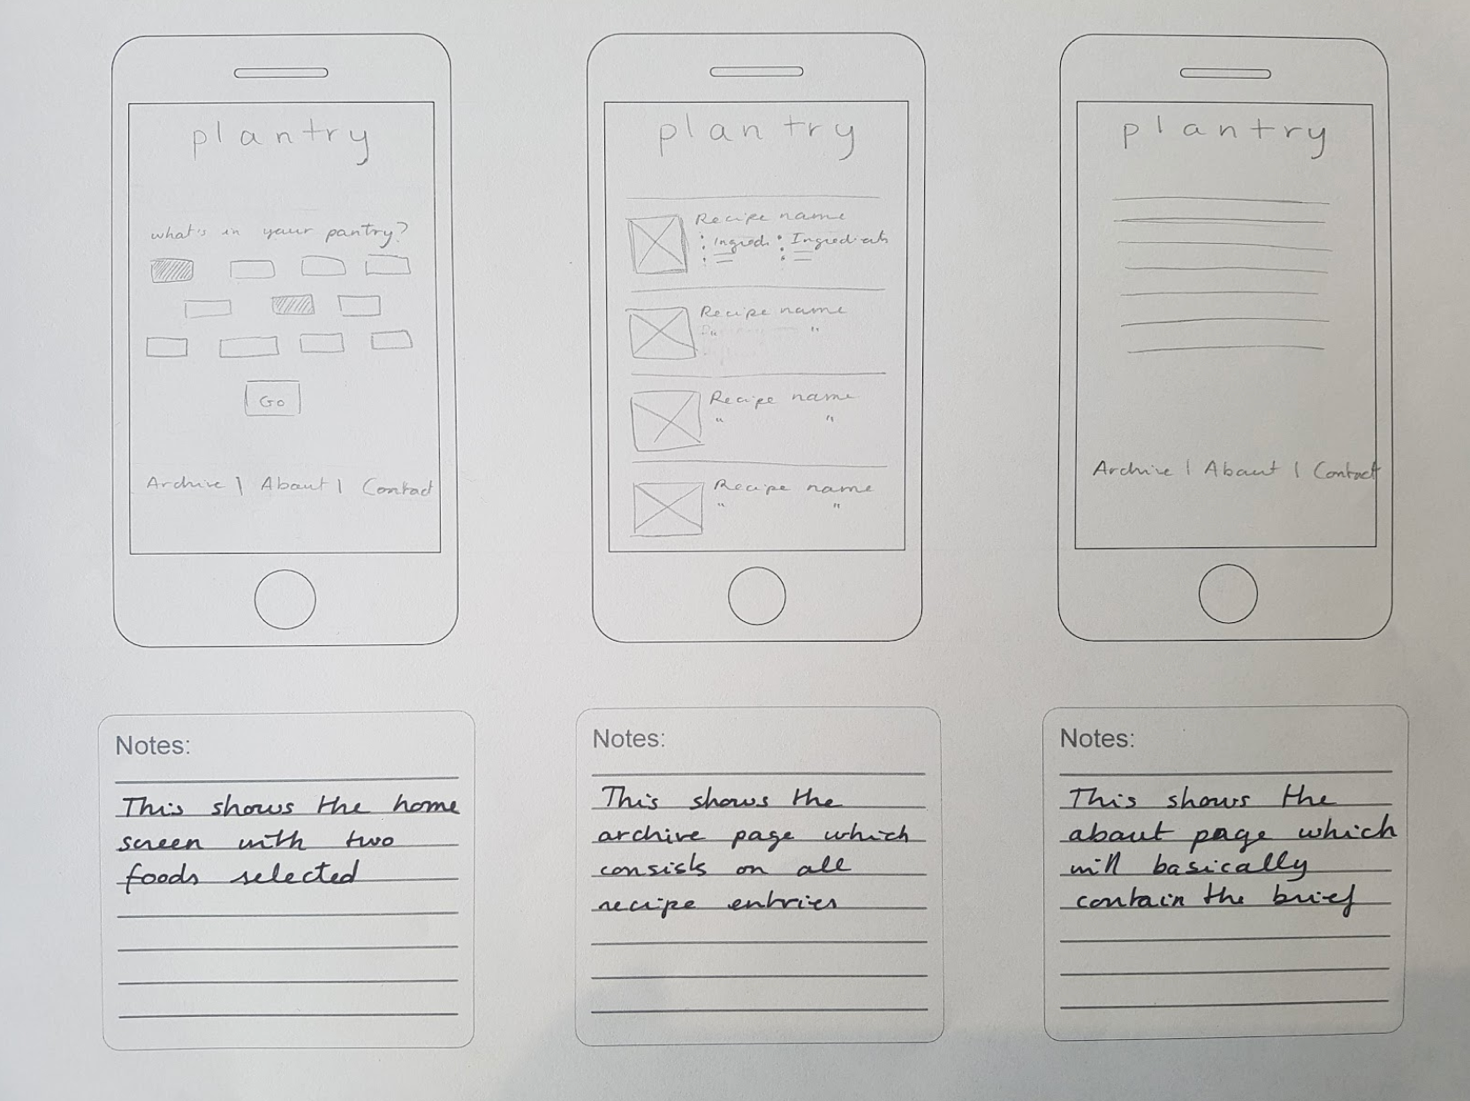 plantry
what's in your pantry?
Go
Archive | About | Contact
plantry
Recipe name
• Ingredi • Ingredients
Recipe name
" "
Recipe name
" "
Recipe name
" "
plantry
Archive | About | Contact
Notes:
This shows the home
screen with two
foods selected
Notes:
This shows the
archive page which
consists on all
recipe entries
Notes:
This shows the
about page which
will basically
contain the brief